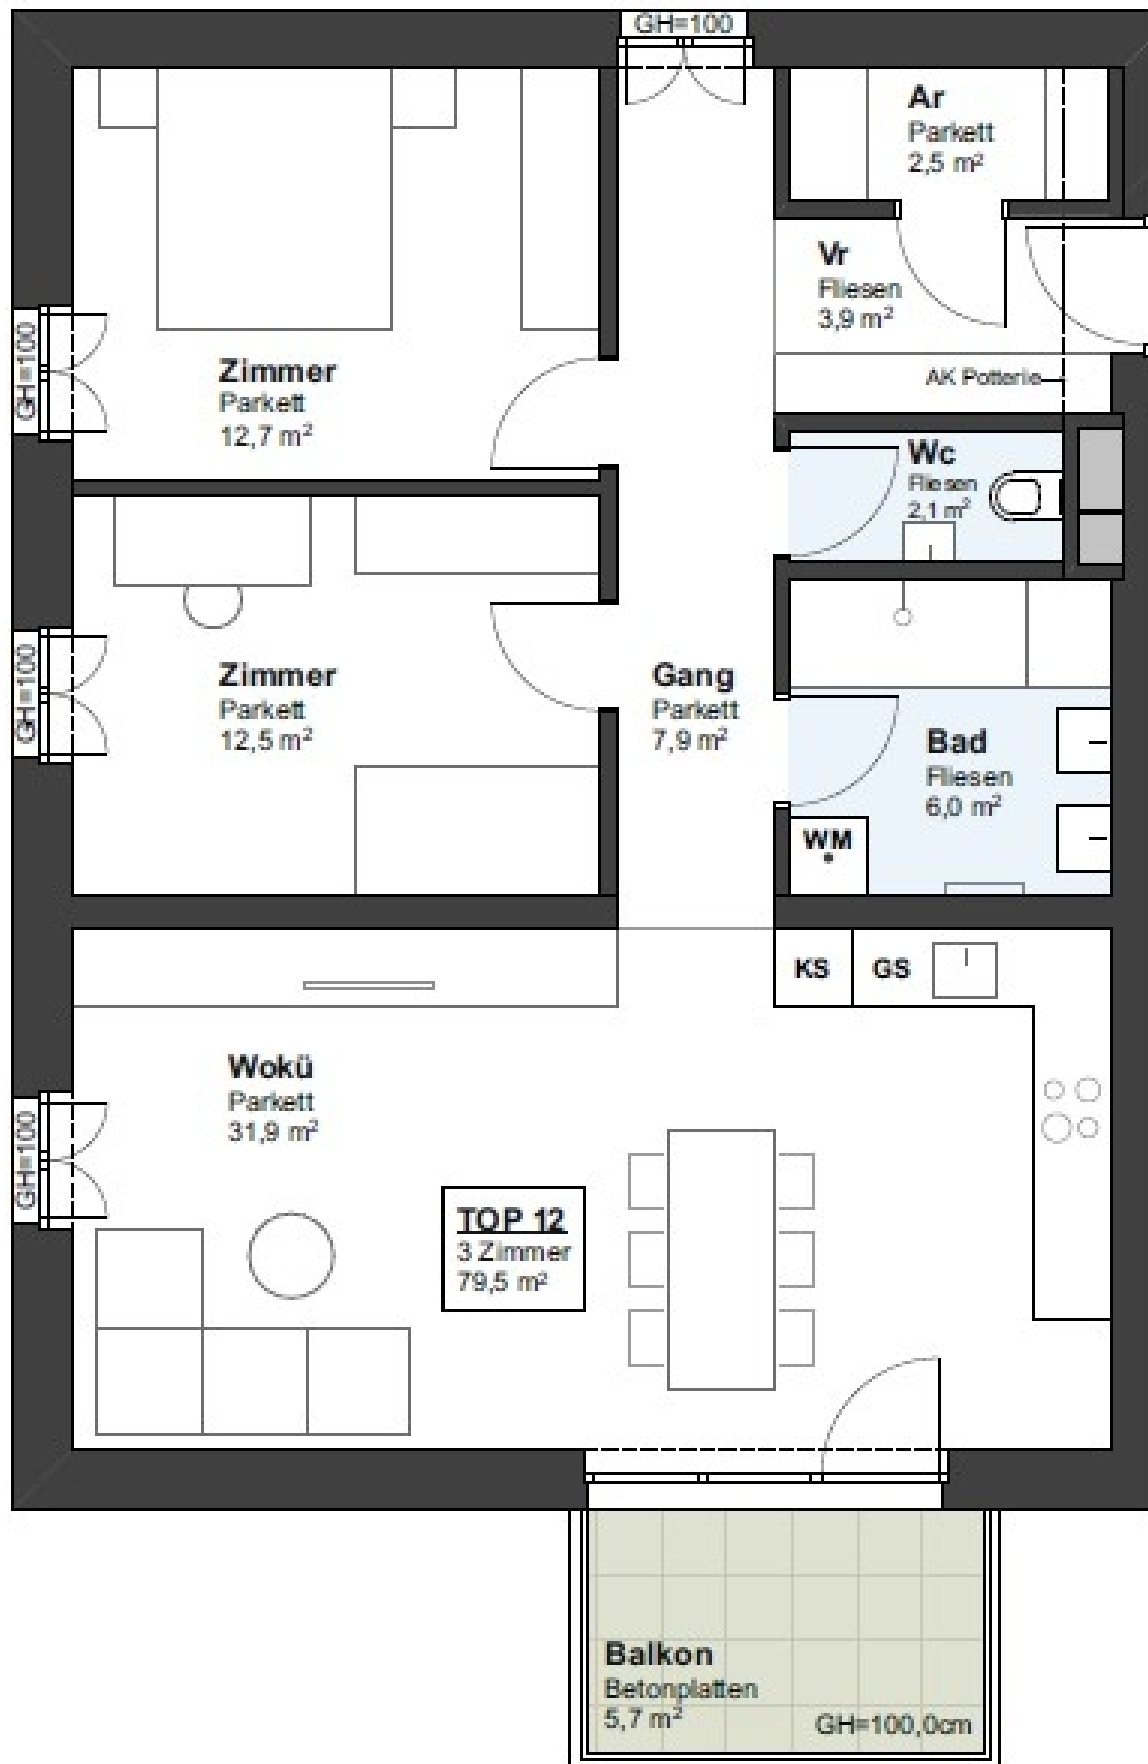 GH=100
Ar
Parkett
2,5 m²
Vr
Fliesen
3,9 m²
GH=100
Zimmer
Parkett
12,7 m²
AK Potterie
Wc
Fliesen
2,1 m²
GH=100
Zimmer
Parkett
12,5 m²
Gang
Parkett
7,9 m²
Bad
Fliesen
6,0 m²
WM
KS
GS
Wokü
Parkett
31,9 m²
GH=100
TOP 12
3 Zimmer
79,5 m²
Balkon
Betonplatten
5,7 m²
GH=100,0cm